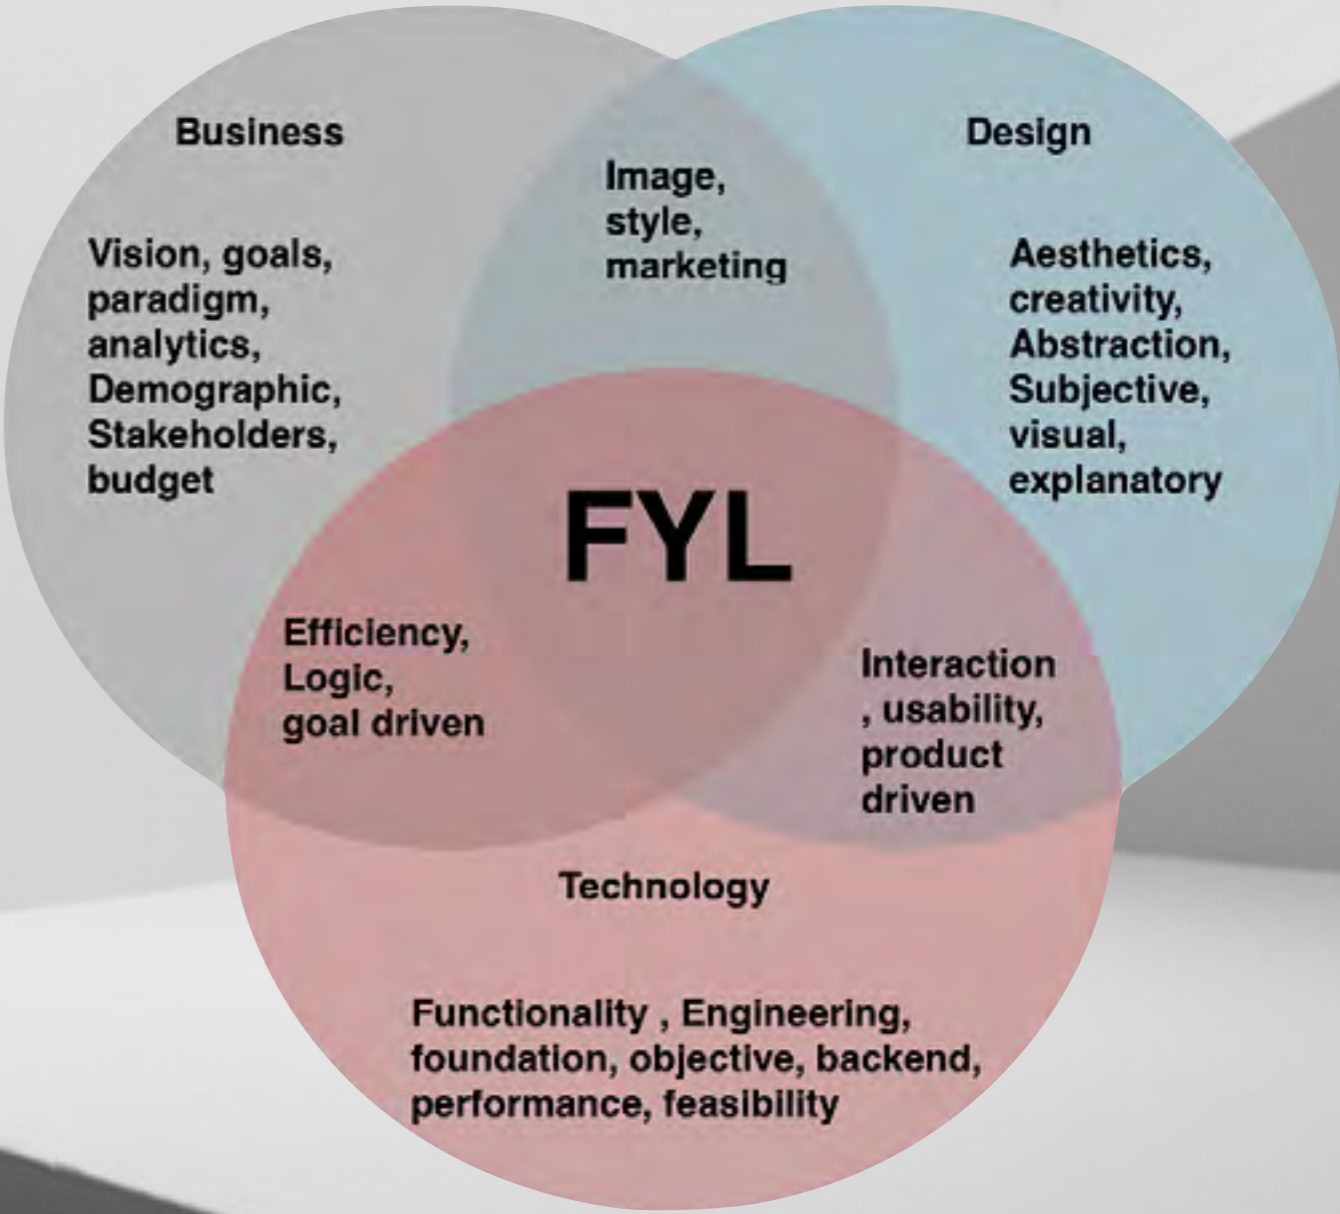 Business
Vision, goals,
paradigm,
analytics,
Demographic,
Stakeholders,
budget
Image,
style,
marketing
Design
Aesthetics,
creativity,
Abstraction,
Subjective,
visual,
explanatory
FYL
Efficiency,
Logic,
goal driven
Interaction
, usability,
product
driven
Technology
Functionality , Engineering,
foundation, objective, backend,
performance, feasibility